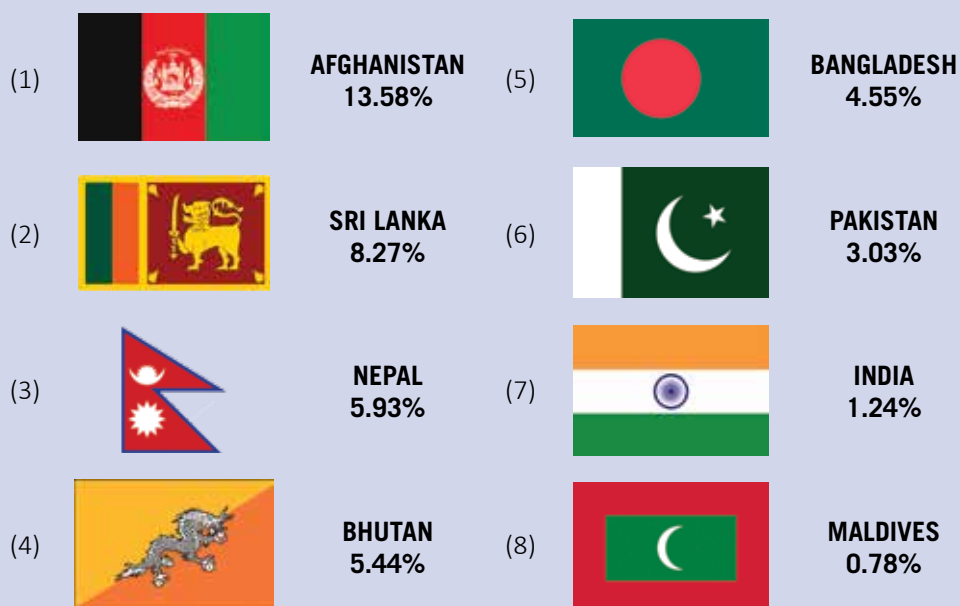 (1)
AFGHANISTAN
13.58%
(2)
SRI LANKA
8.27%
(3)
NEPAL
5.93%
(4)
BHUTAN
5.44%
(5)
BANGLADESH
4.55%
(6)
PAKISTAN
3.03%
(7)
INDIA
1.24%
(8)
MALDIVES
0.78%